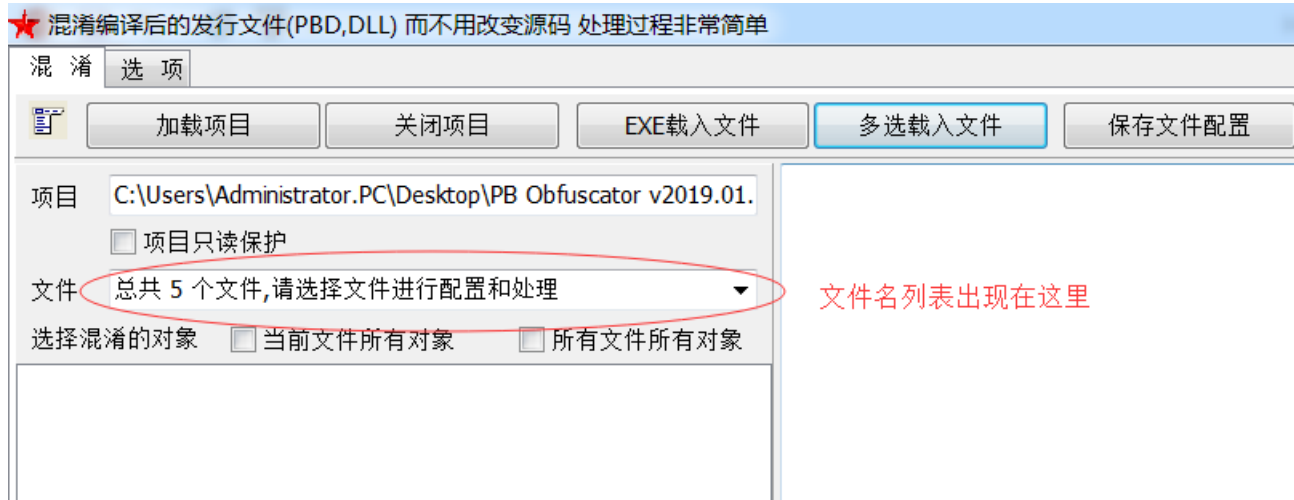 混淆编译后的发行文件(PBD,DLL) 而不用改变源码 处理过程非常简单
混 淆 选 项
加载项目 关闭项目 EXE载入文件 多选载入文件 保存文件配置
项目 C:\Users\Administrator.PC\Desktop\PB Obfuscator v2019.01.
项目只读保护
文件 总共 5 个文件,请选择文件进行配置和处理 文件名列表出现在这里
选择混淆的对象 当前文件所有对象 所有文件所有对象